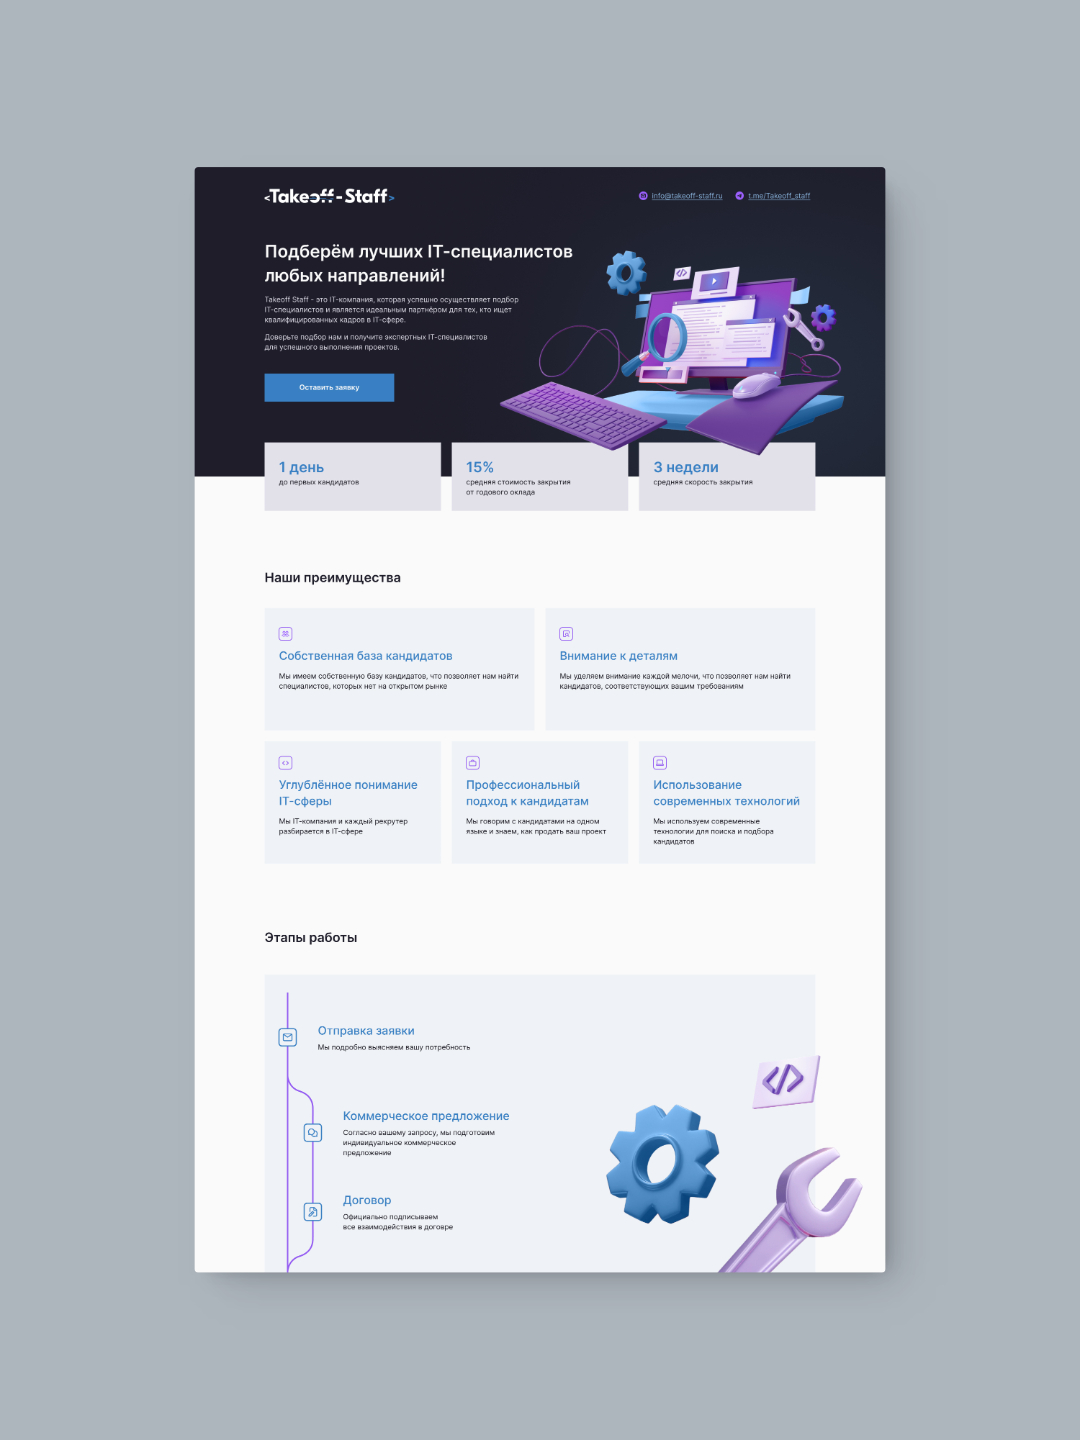 <Takeoff-Staff>
info@takeoff-staff.ru
t.me/Takeoff_staff
Подберём лучших IT-специалистов
любых направлений!
Takeoff Staff - это IT-компания, которая успешно осуществляет подбор
IT-специалистов и является идеальным партнёром для тех, кто ищет
квалифицированных кадров в IT-сфере.
Доверьте подбор нам и получите экспертных IT-специалистов
для успешного выполнения проектов.
Оставить заявку
1 день
до первых кандидатов
15%
средняя стоимость закрытия
от годового оклада
3 недели
средняя скорость закрытия
Наши преимущества
Собственная база кандидатов
Мы имеем собственную базу кандидатов, что позволяет нам найти
специалистов, которых нет на открытом рынке
Внимание к деталям
Мы уделяем внимание каждой мелочи, что позволяет нам найти
кандидатов, соответствующих вашим требованиям
Углублённое понимание
IT-сферы
Мы IT-компания и каждый рекрутер
разбирается в IT-сфере
Профессиональный
подход к кандидатам
Мы говорим с кандидатами на одном
языке и знаем, как продать ваш проект
Использование
современных технологий
Мы используем современные
технологии для поиска и подбора
кандидатов
Этапы работы
Отправка заявки
Мы подробно выясняем вашу потребность
Коммерческое предложение
Согласно вашему запросу, мы подготовим
индивидуальное коммерческое
предложение
Договор
Официально подписываем
все взаимодействия в договре